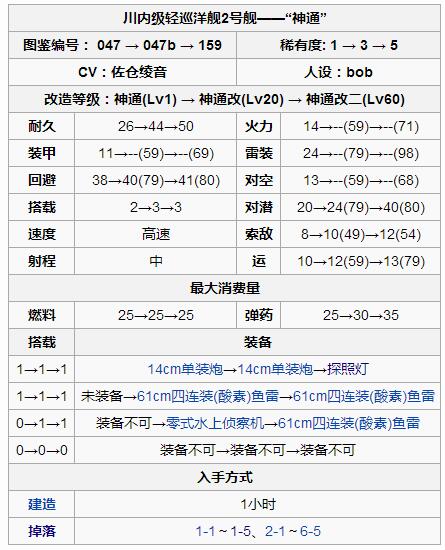 川内级轻巡洋舰2号舰——“神通”
图鉴编号： 047 → 047b → 159 稀有度: 1 → 3 → 5
CV：佐仓绫音 人设：bob
改造等级：神通(Lv1) → 神通改(Lv20) → 神通改二(Lv60)
耐久 26→44→50 火力 14→--(59)→--(71)
装甲 11→--(59)→--(69) 雷装 24→--(79)→--(98)
回避 38→40(79)→41(80) 对空 13→--(59)→--(68)
搭载 2→3→3 对潜 20→24(79)→40(80)
速度 高速 索敌 8→10(49)→12(54)
射程 中 运 10→12(59)→13(79)
最大消费量
燃料 25→25→25 弹药 25→30→35
搭载 装备
1→1→1 14cm单装炮→14cm单装炮→探照灯
1→1→1 未装备→61cm四连装(酸素)鱼雷→61cm四连装(酸素)鱼雷
0→1→1 装备不可→零式水上侦察机→61cm四连装(酸素)鱼雷
0→0→0 装备不可→装备不可→装备不可
入手方式
建造 1小时
掉落 1-1～1-5、2-1～6-5